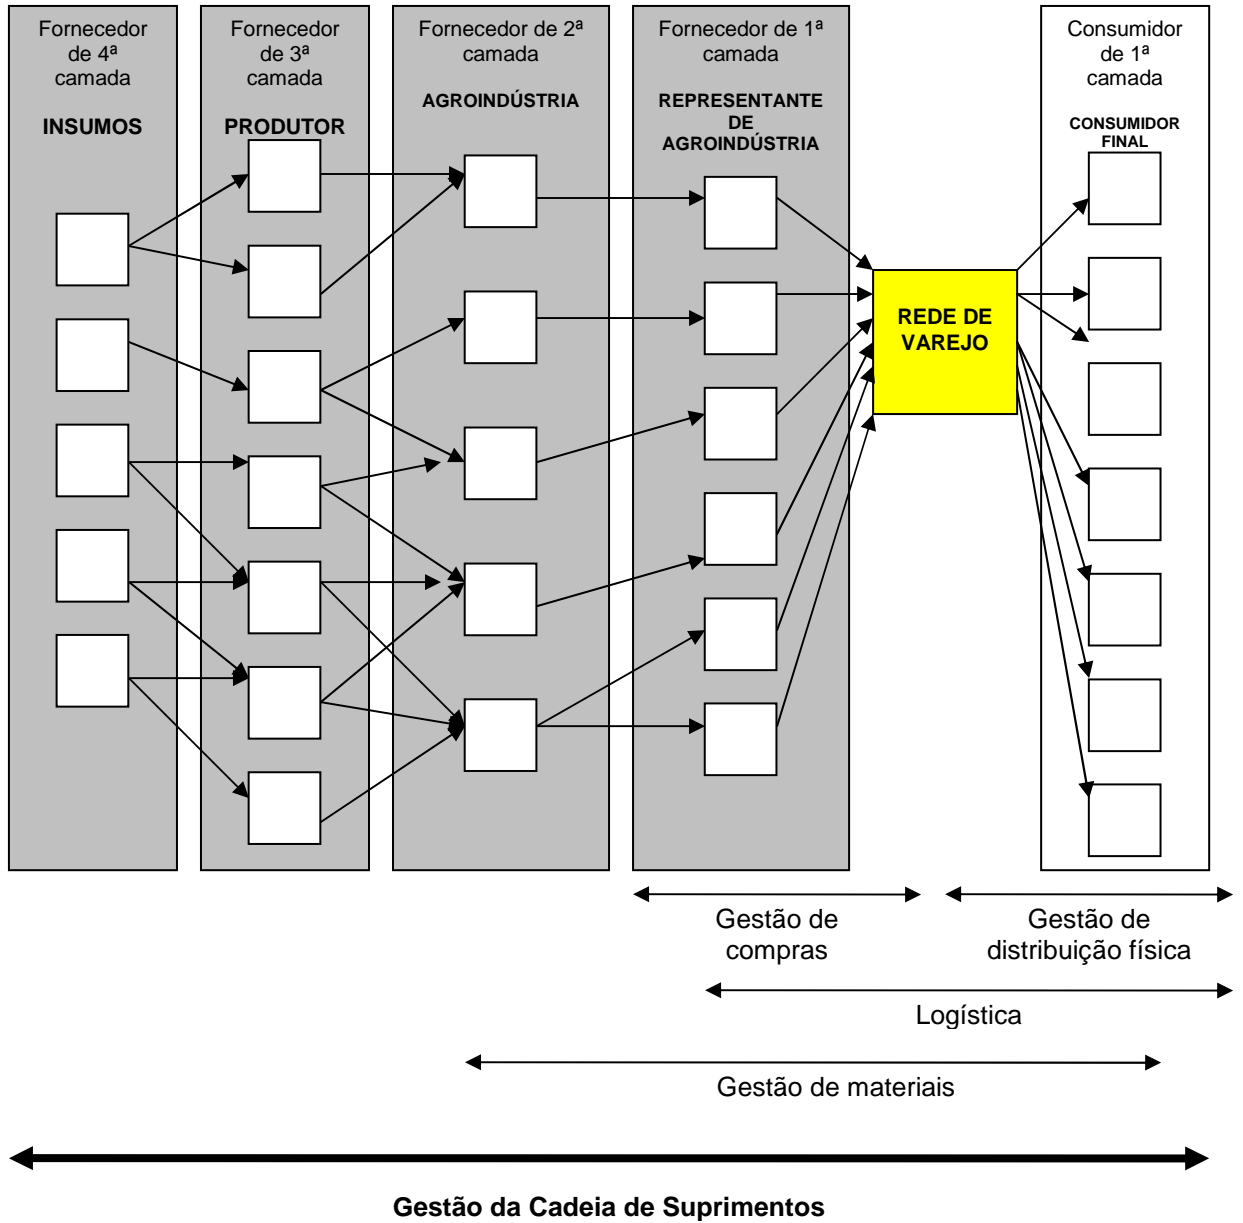 Fornecedor
de 4ª
camada
INSUMOS
Fornecedor
de 3ª
camada
PRODUTOR
Fornecedor de 2ª
camada
AGROINDÚSTRIA
Fornecedor de 1ª
camada
REPRESENTANTE
DE
AGROINDÚSTRIA
REDE DE
VAREJO
Consumidor
de 1ª
camada
CONSUMIDOR
FINAL
Gestão de
compras
Gestão de
distribuição física
Logística
Gestão de materiais
Gestão da Cadeia de Suprimentos